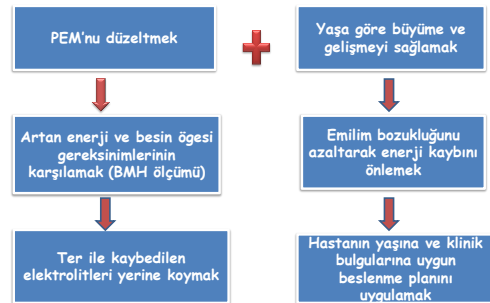 PEM'nu düzeltmek
Yaşa göre büyüme ve
gelişmeyi sağlamak
Artan enerji ve besin ögesi
gereksinimlerinin
karşılamak (BMH ölçümü)
Emilim bozukluğunu
azaltarak enerji kaybını
önlemek
Ter ile kaybedilen
elektrolitleri yerine koymak
Hastanın yaşına ve klinik
bulgularına uygun
beslenme planını
uygulamak